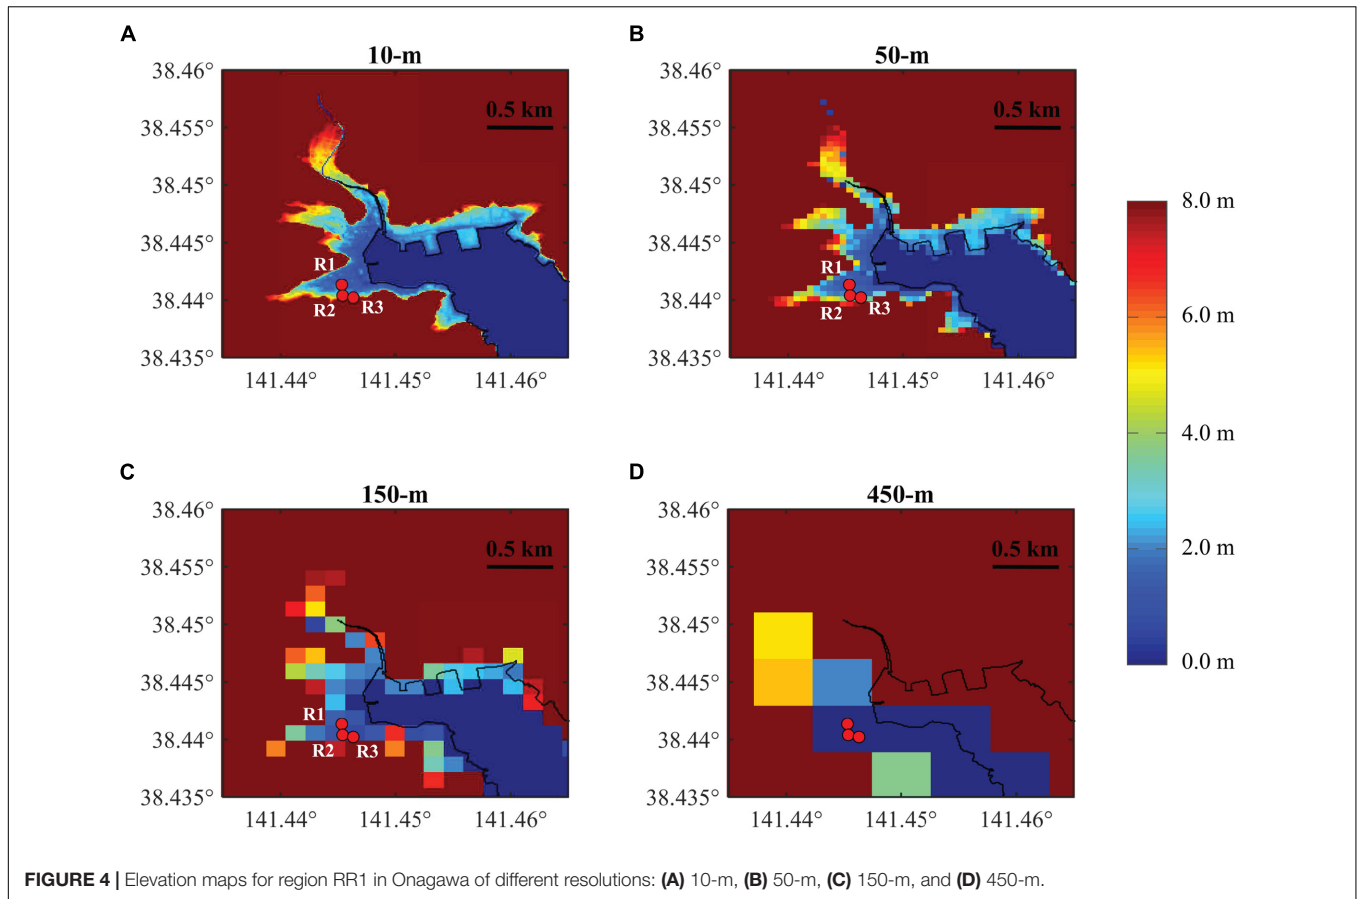 A
10-m
38.46°
38.455°
38.45°
38.445°
38.44°
38.435°
0.5 km
R1
R2
R3
141.44°
141.45°
141.46°
B
50-m
38.46°
38.455°
38.45°
38.445°
38.44°
38.435°
0.5 km
R1
R2
R3
141.44°
141.45°
141.46°
C
150-m
38.46°
38.455°
38.45°
38.445°
38.44°
38.435°
0.5 km
R1
R2
R3
141.44°
141.45°
141.46°
D
450-m
38.46°
38.455°
38.45°
38.445°
38.44°
38.435°
0.5 km
141.44°
141.45°
141.46°
8.0 m
6.0 m
4.0 m
2.0 m
0.0 m
FIGURE 4 | Elevation maps for region RR1 in Onagawa of different resolutions: (A) 10-m, (B) 50-m, (C) 150-m, and (D) 450-m.